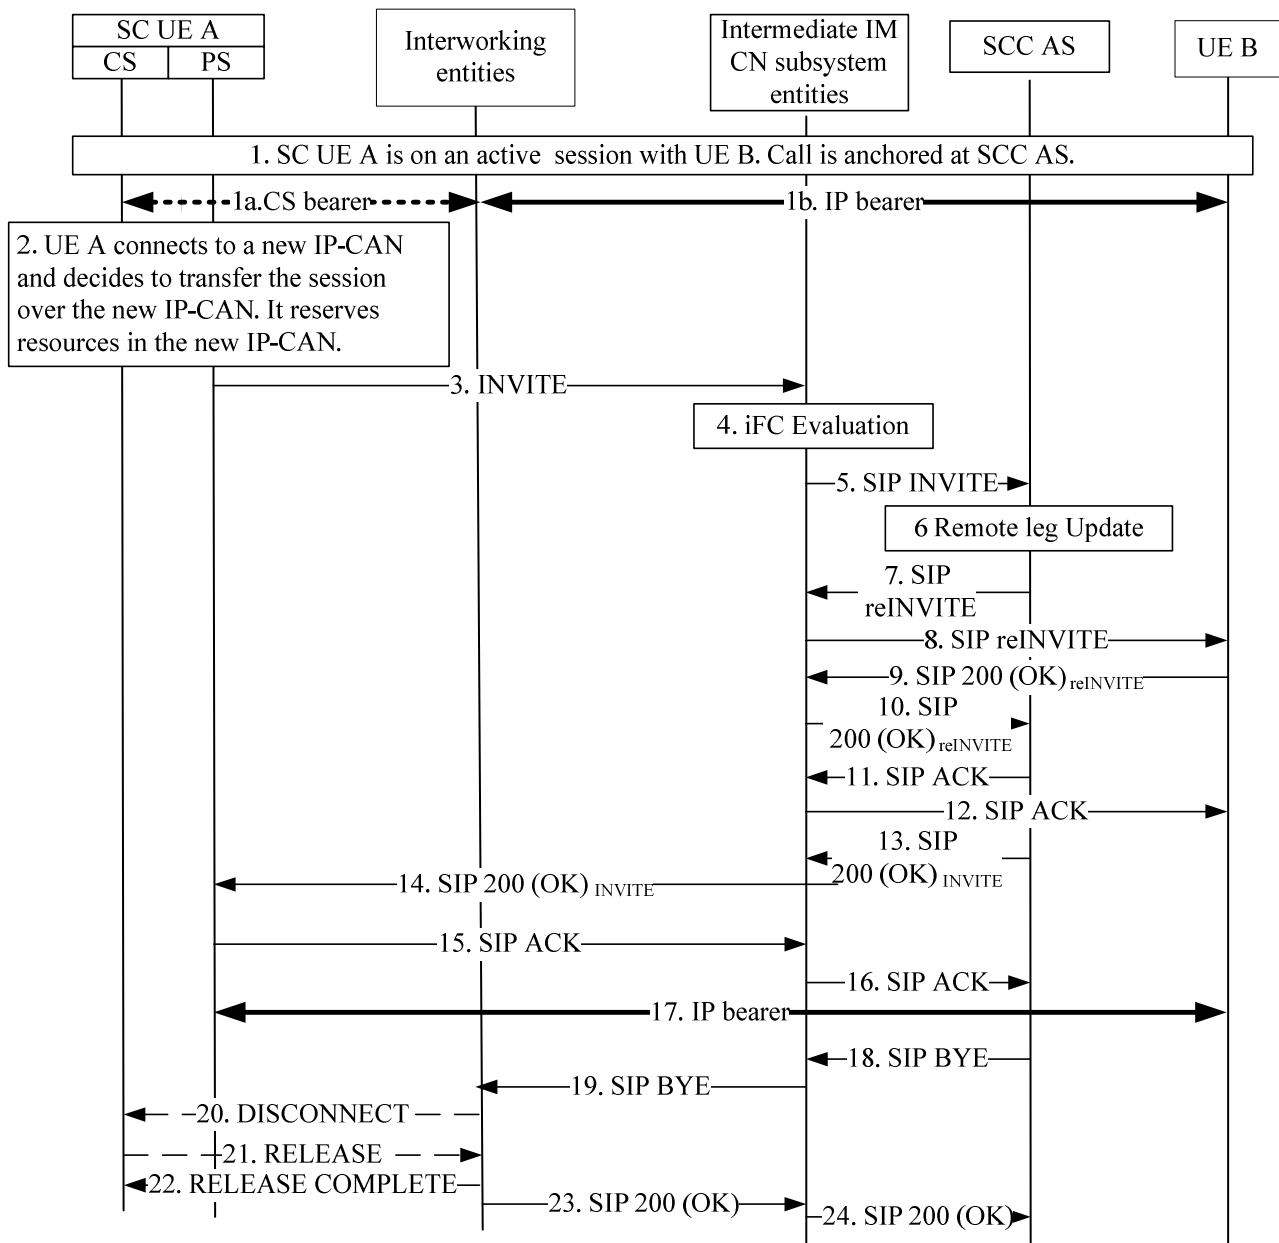 SC UE A
CS
PS
Interworking
entities
Intermediate IM
CN subsystem
entities
SCC AS
UE B
1. SC UE A is on an active session with UE B. Call is anchored at SCC AS.
1a.CS bearer
1b. IP bearer
2. UE A connects to a new IP-CAN
and decides to transfer the session
over the new IP-CAN. It reserves
resources in the new IP-CAN.
3. INVITE
4. iFC Evaluation
5. SIP INVITE
6 Remote leg Update
7. SIP
reINVITE
8. SIP reINVITE
9. SIP 200 (OK) reINVITE
10. SIP
200 (OK) reINVITE
11. SIP ACK
12. SIP ACK
13. SIP
200 (OK) INVITE
14. SIP 200 (OK) INVITE
15. SIP ACK
16. SIP ACK
17. IP bearer
18. SIP BYE
19. SIP BYE
20. DISCONNECT
21. RELEASE
22. RELEASE COMPLETE
23. SIP 200 (OK)
24. SIP 200 (OK)